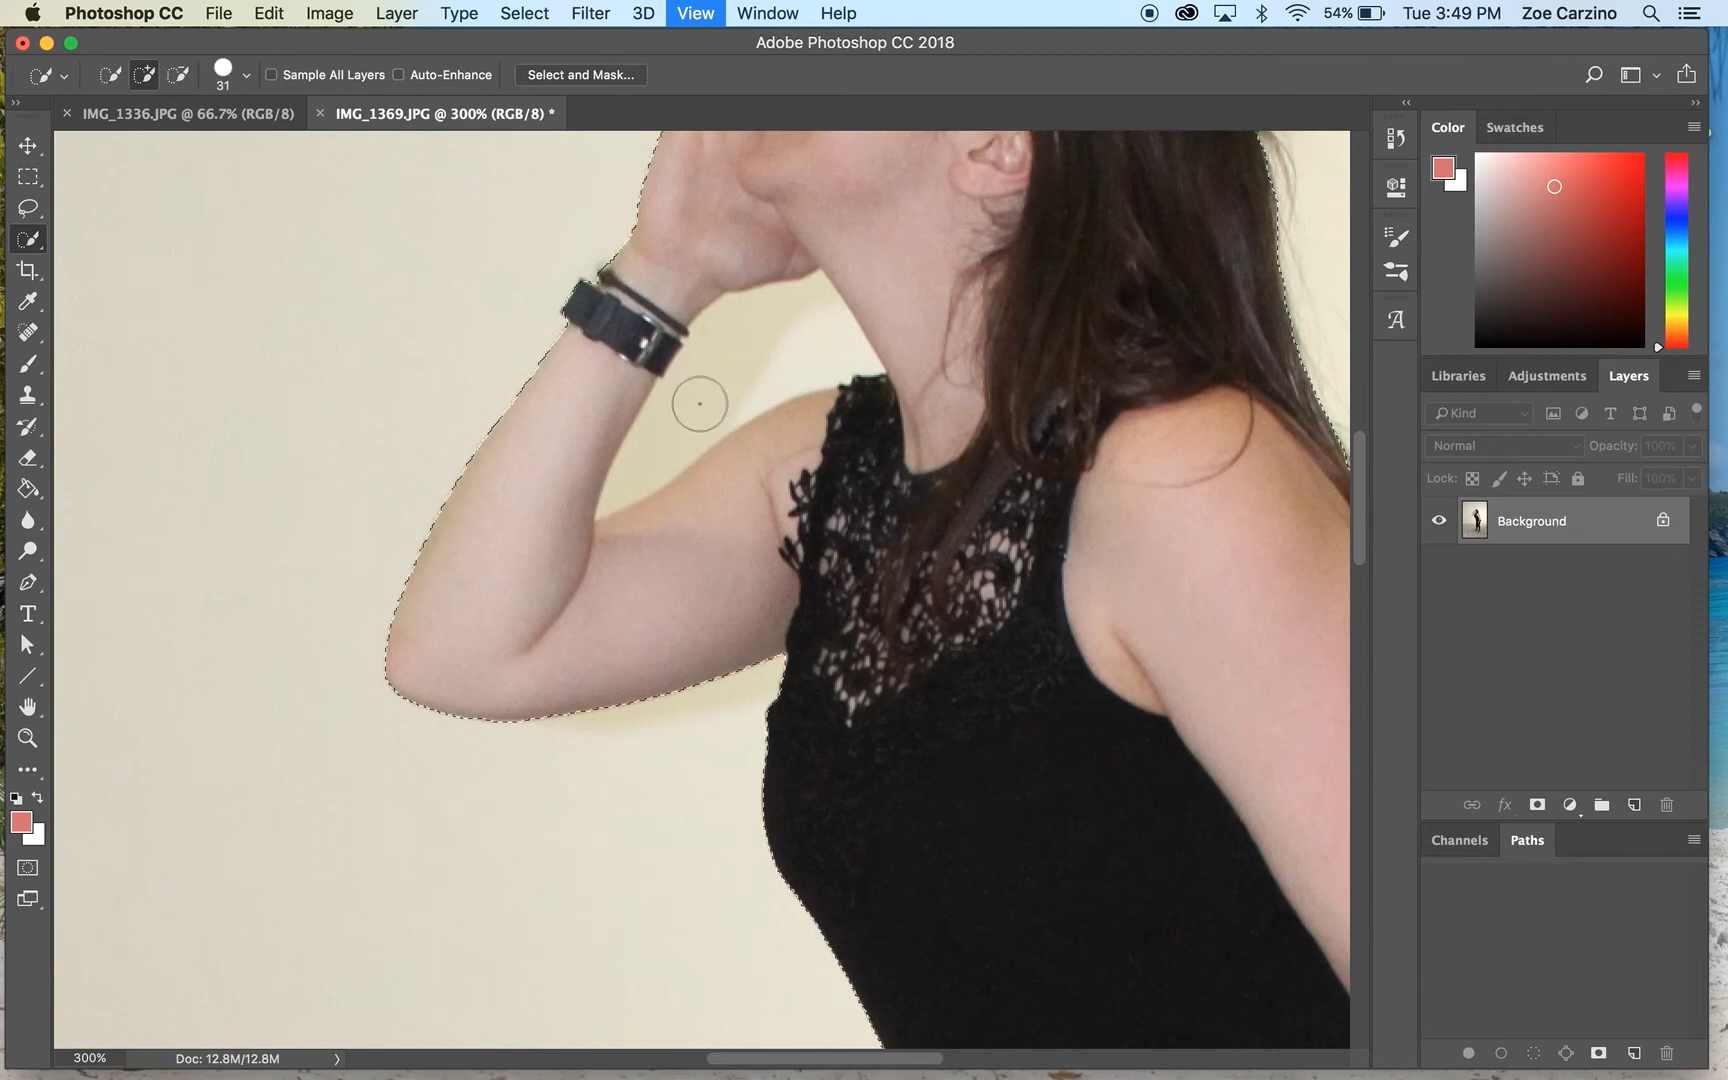 Photoshop CC File Edit Image Layer Type Select Filter 3D View Window Help 54% Tue 3:49 PM Zoe Carzino
Adobe Photoshop CC 2018
31 Sample All Layers Auto-Enhance Select and Mask...
IMG_1336.JPG @ 66.7% (RGB/8) IMG_1369.JPG @ 300% (RGB/8) *
Color Swatches
Libraries Adjustments Layers
Kind
Normal Opacity: 100%
Lock: Fill: 100%
Background
Channels Paths
300% Doc: 12.8M/12.8M